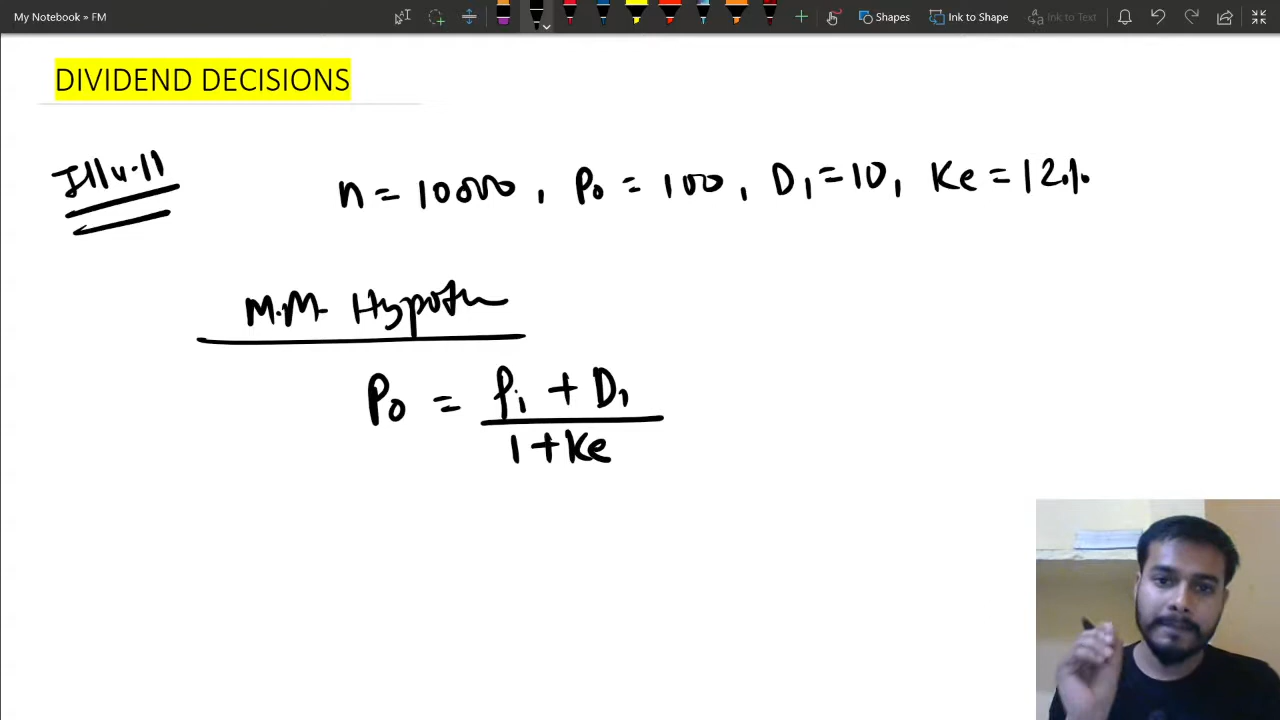 My Notebook » FM
Shapes
Ink to Shape
Ink to Text
DIVIDEND DECISIONS
Illu.11
n = 10000, P0 = 100, D1 = 10, Ke = 12%
M.M. Hypoth
P0 = P1 + D1
1 + Ke